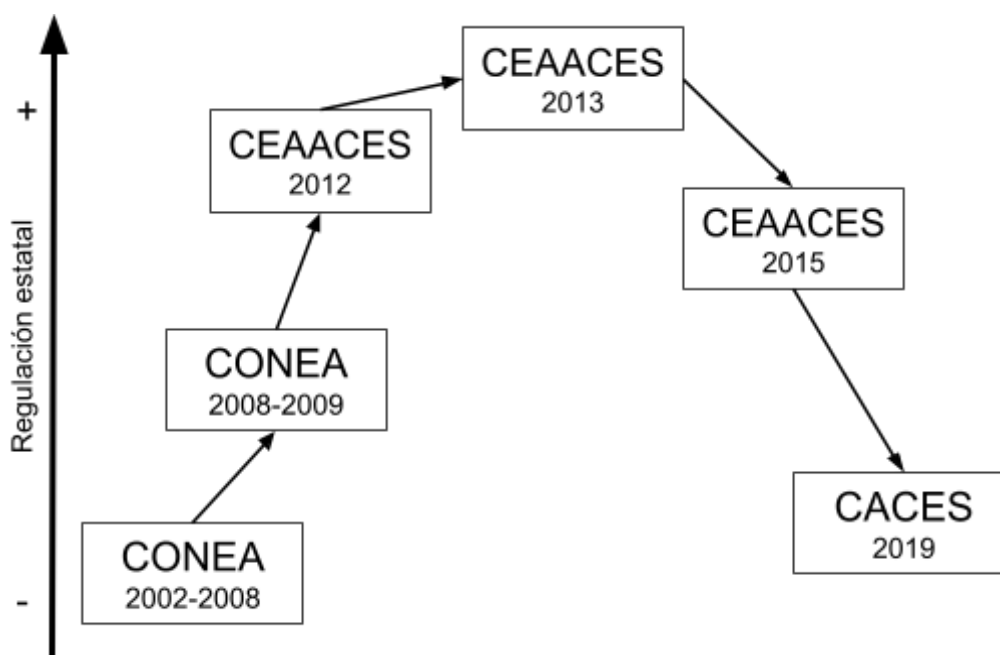 CEAACES
2013
+
CEAACES
2012
CEAACES
2015
Regulación estatal
CONEA
2008-2009
CACES
2019
CONEA
2002-2008
-